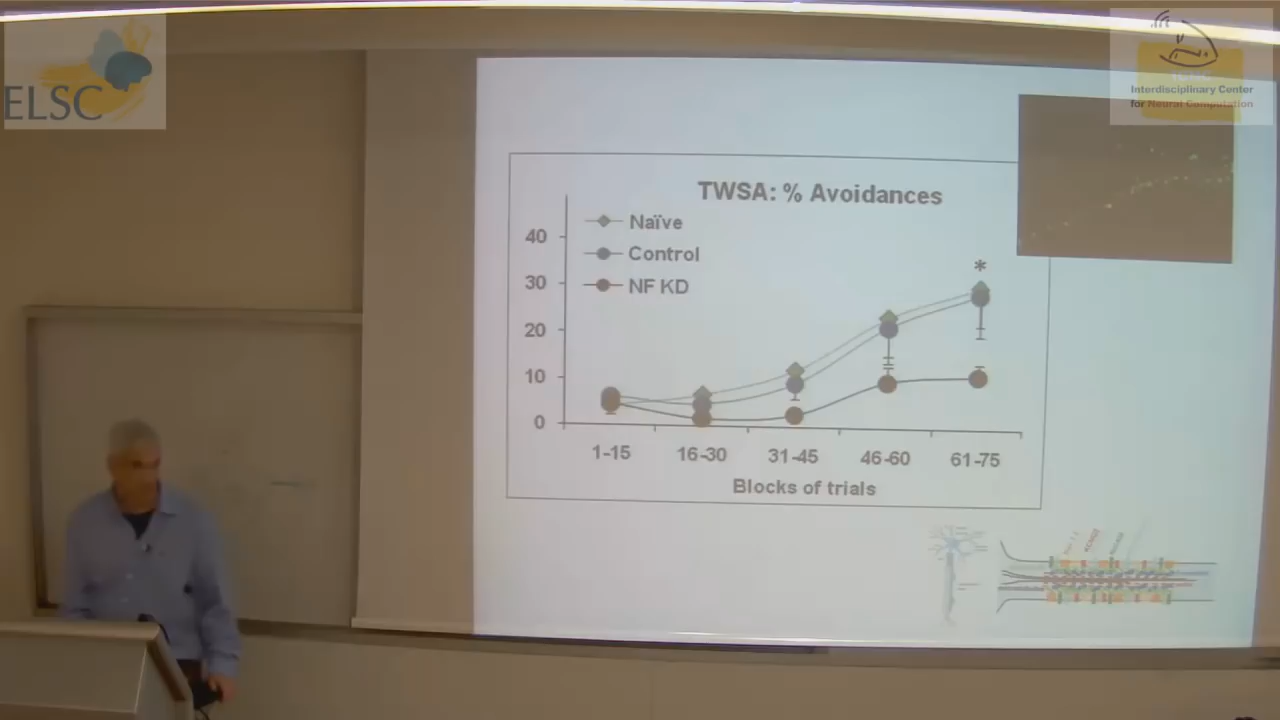 ELSC
Interdisciplinary Center
for Neural Computation
TWSA: % Avoidances
Naïve
Control
NF KD
40
30
20
10
0
*
1-15
16-30
31-45
46-60
61-75
Blocks of trials